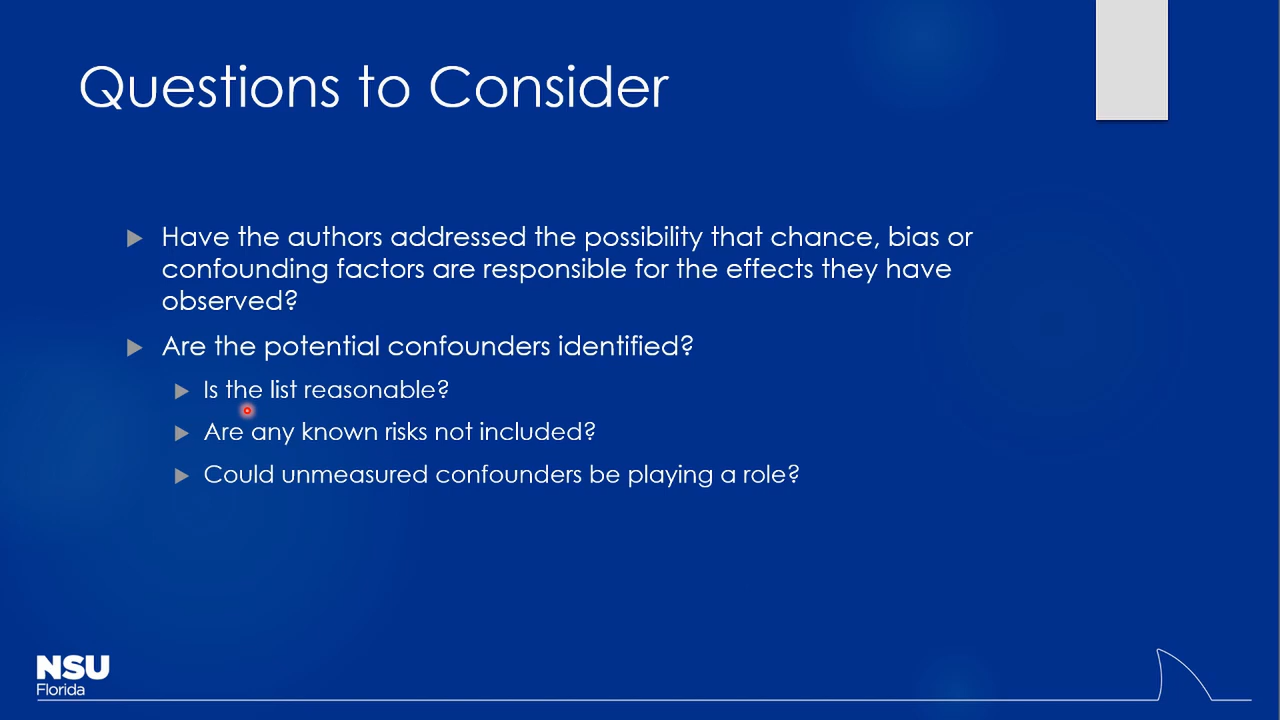 Questions to Consider
Have the authors addressed the possibility that chance, bias or
confounding factors are responsible for the effects they have
observed?
Are the potential confounders identified?
Is the list reasonable?
Are any known risks not included?
Could unmeasured confounders be playing a role?
NSU
Florida